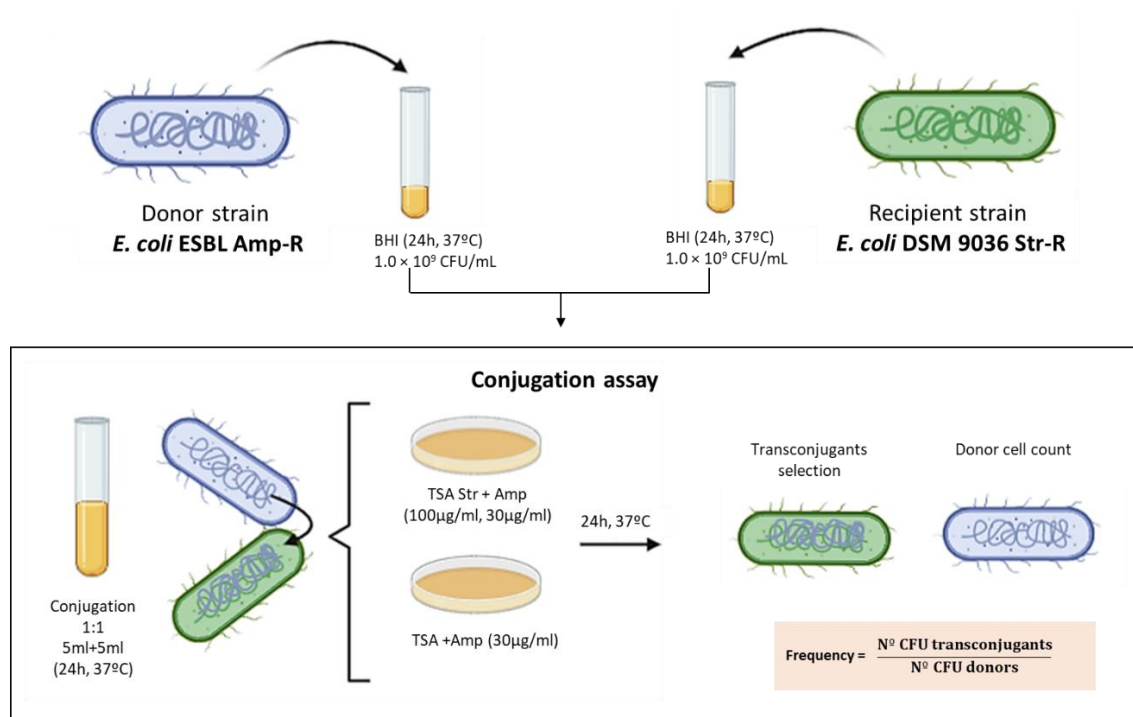 Donor strain
E. coli ESBL Amp-R
BHI (24h, 37ºC)
1.0 × 10⁹ CFU/mL
BHI (24h, 37ºC)
1.0 × 10⁹ CFU/mL
Recipient strain
E. coli DSM 9036 Str-R
Conjugation assay
Conjugation
1:1
5ml+5ml
(24h, 37ºC)
TSA Str + Amp
(100µg/ml, 30µg/ml)
TSA +Amp (30µg/ml)
24h, 37ºC
Transconjugants
selection
Donor cell count
Frequency = Nº CFU transconjugants
Nº CFU donors